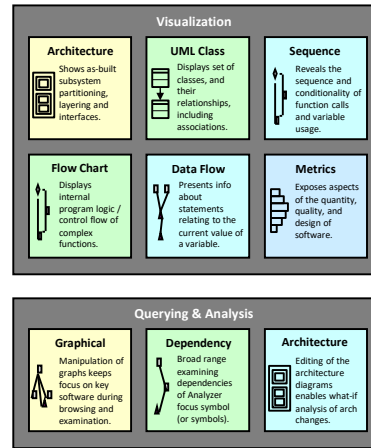 Visualization
Architecture
Shows as-built
subsystem
partitioning,
layering and
interfaces.
UML Class
Displays set of
classes, and
their
relationships,
including
associations.
Sequence
Reveals the
sequence and
conditionality of
function calls
and variable
usage.
Flow Chart
Displays
internal
program logic /
control flow of
complex
functions.
Data Flow
Presents info
about
statements
relating to the
current value of
a variable.
Metrics
Exposes aspects
of the quantity,
quality, and
design of
software.
Querying & Analysis
Graphical
Manipulation of
graphs keeps
focus on key
software during
browsing and
examination.
Dependency
Broad range
examining
dependencies
of Analyzer
focus symbol
(or symbols).
Architecture
Editing of the
architecture
diagrams
enables what-if
analysis of arch
changes.